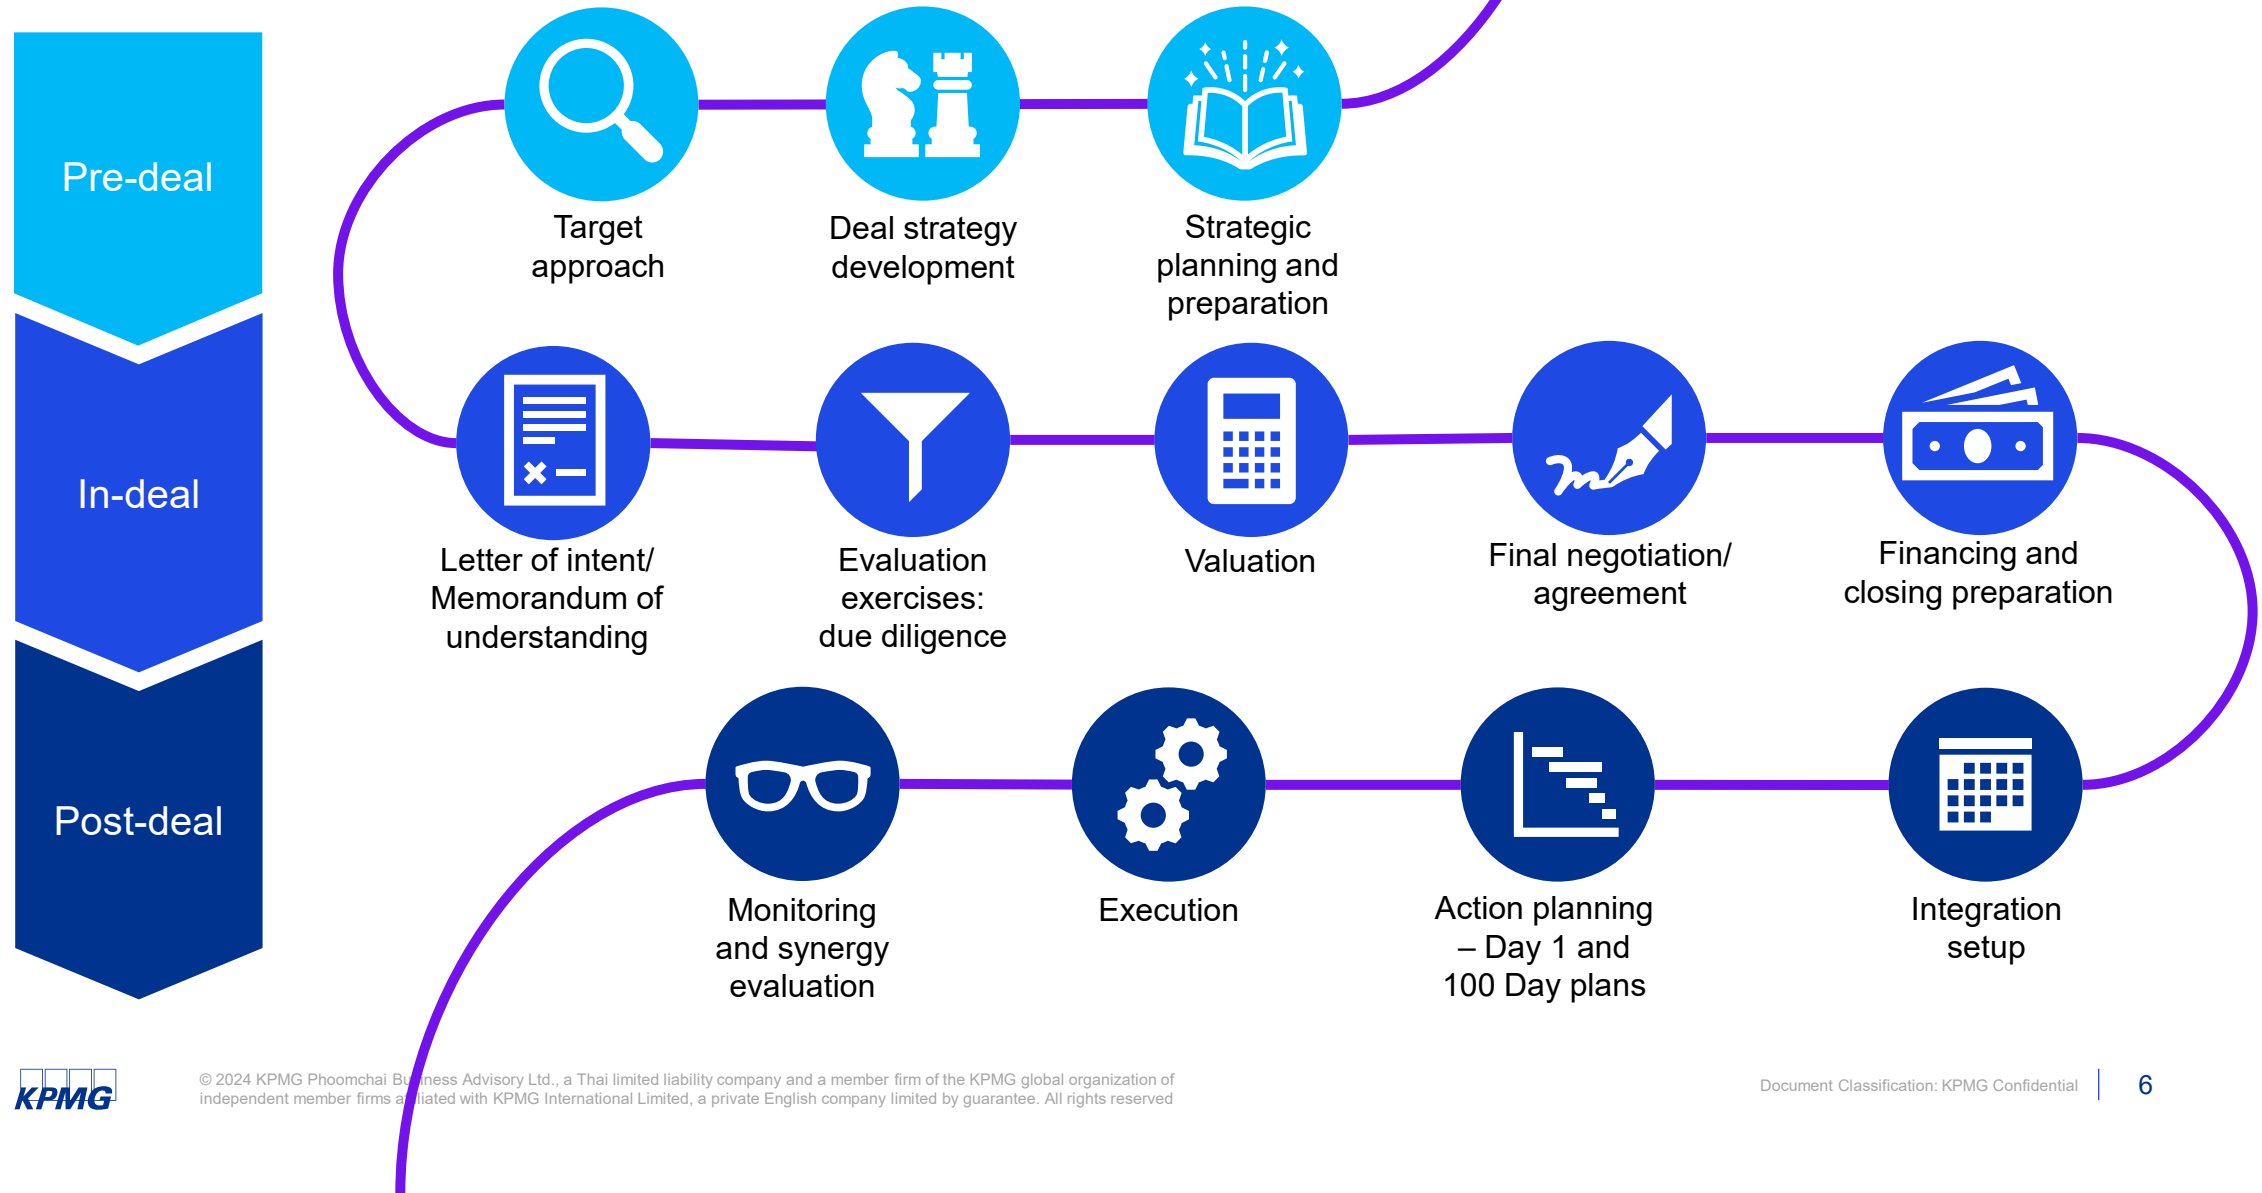 Pre-deal
Target
approach
Deal strategy
development
Strategic
planning and
preparation
In-deal
Letter of intent/
Memorandum of
understanding
Evaluation
exercises:
due diligence
Valuation
Final negotiation/
agreement
Financing and
closing preparation
Post-deal
Monitoring
and synergy
evaluation
Execution
Action planning
– Day 1 and
100 Day plans
Integration
setup
KPMG
© 2024 KPMG Phoomchai Business Advisory Ltd., a Thai limited liability company and a member firm of the KPMG global organization of
independent member firms affiliated with KPMG International Limited, a private English company limited by guarantee. All rights reserved
Document Classification: KPMG Confidential
6